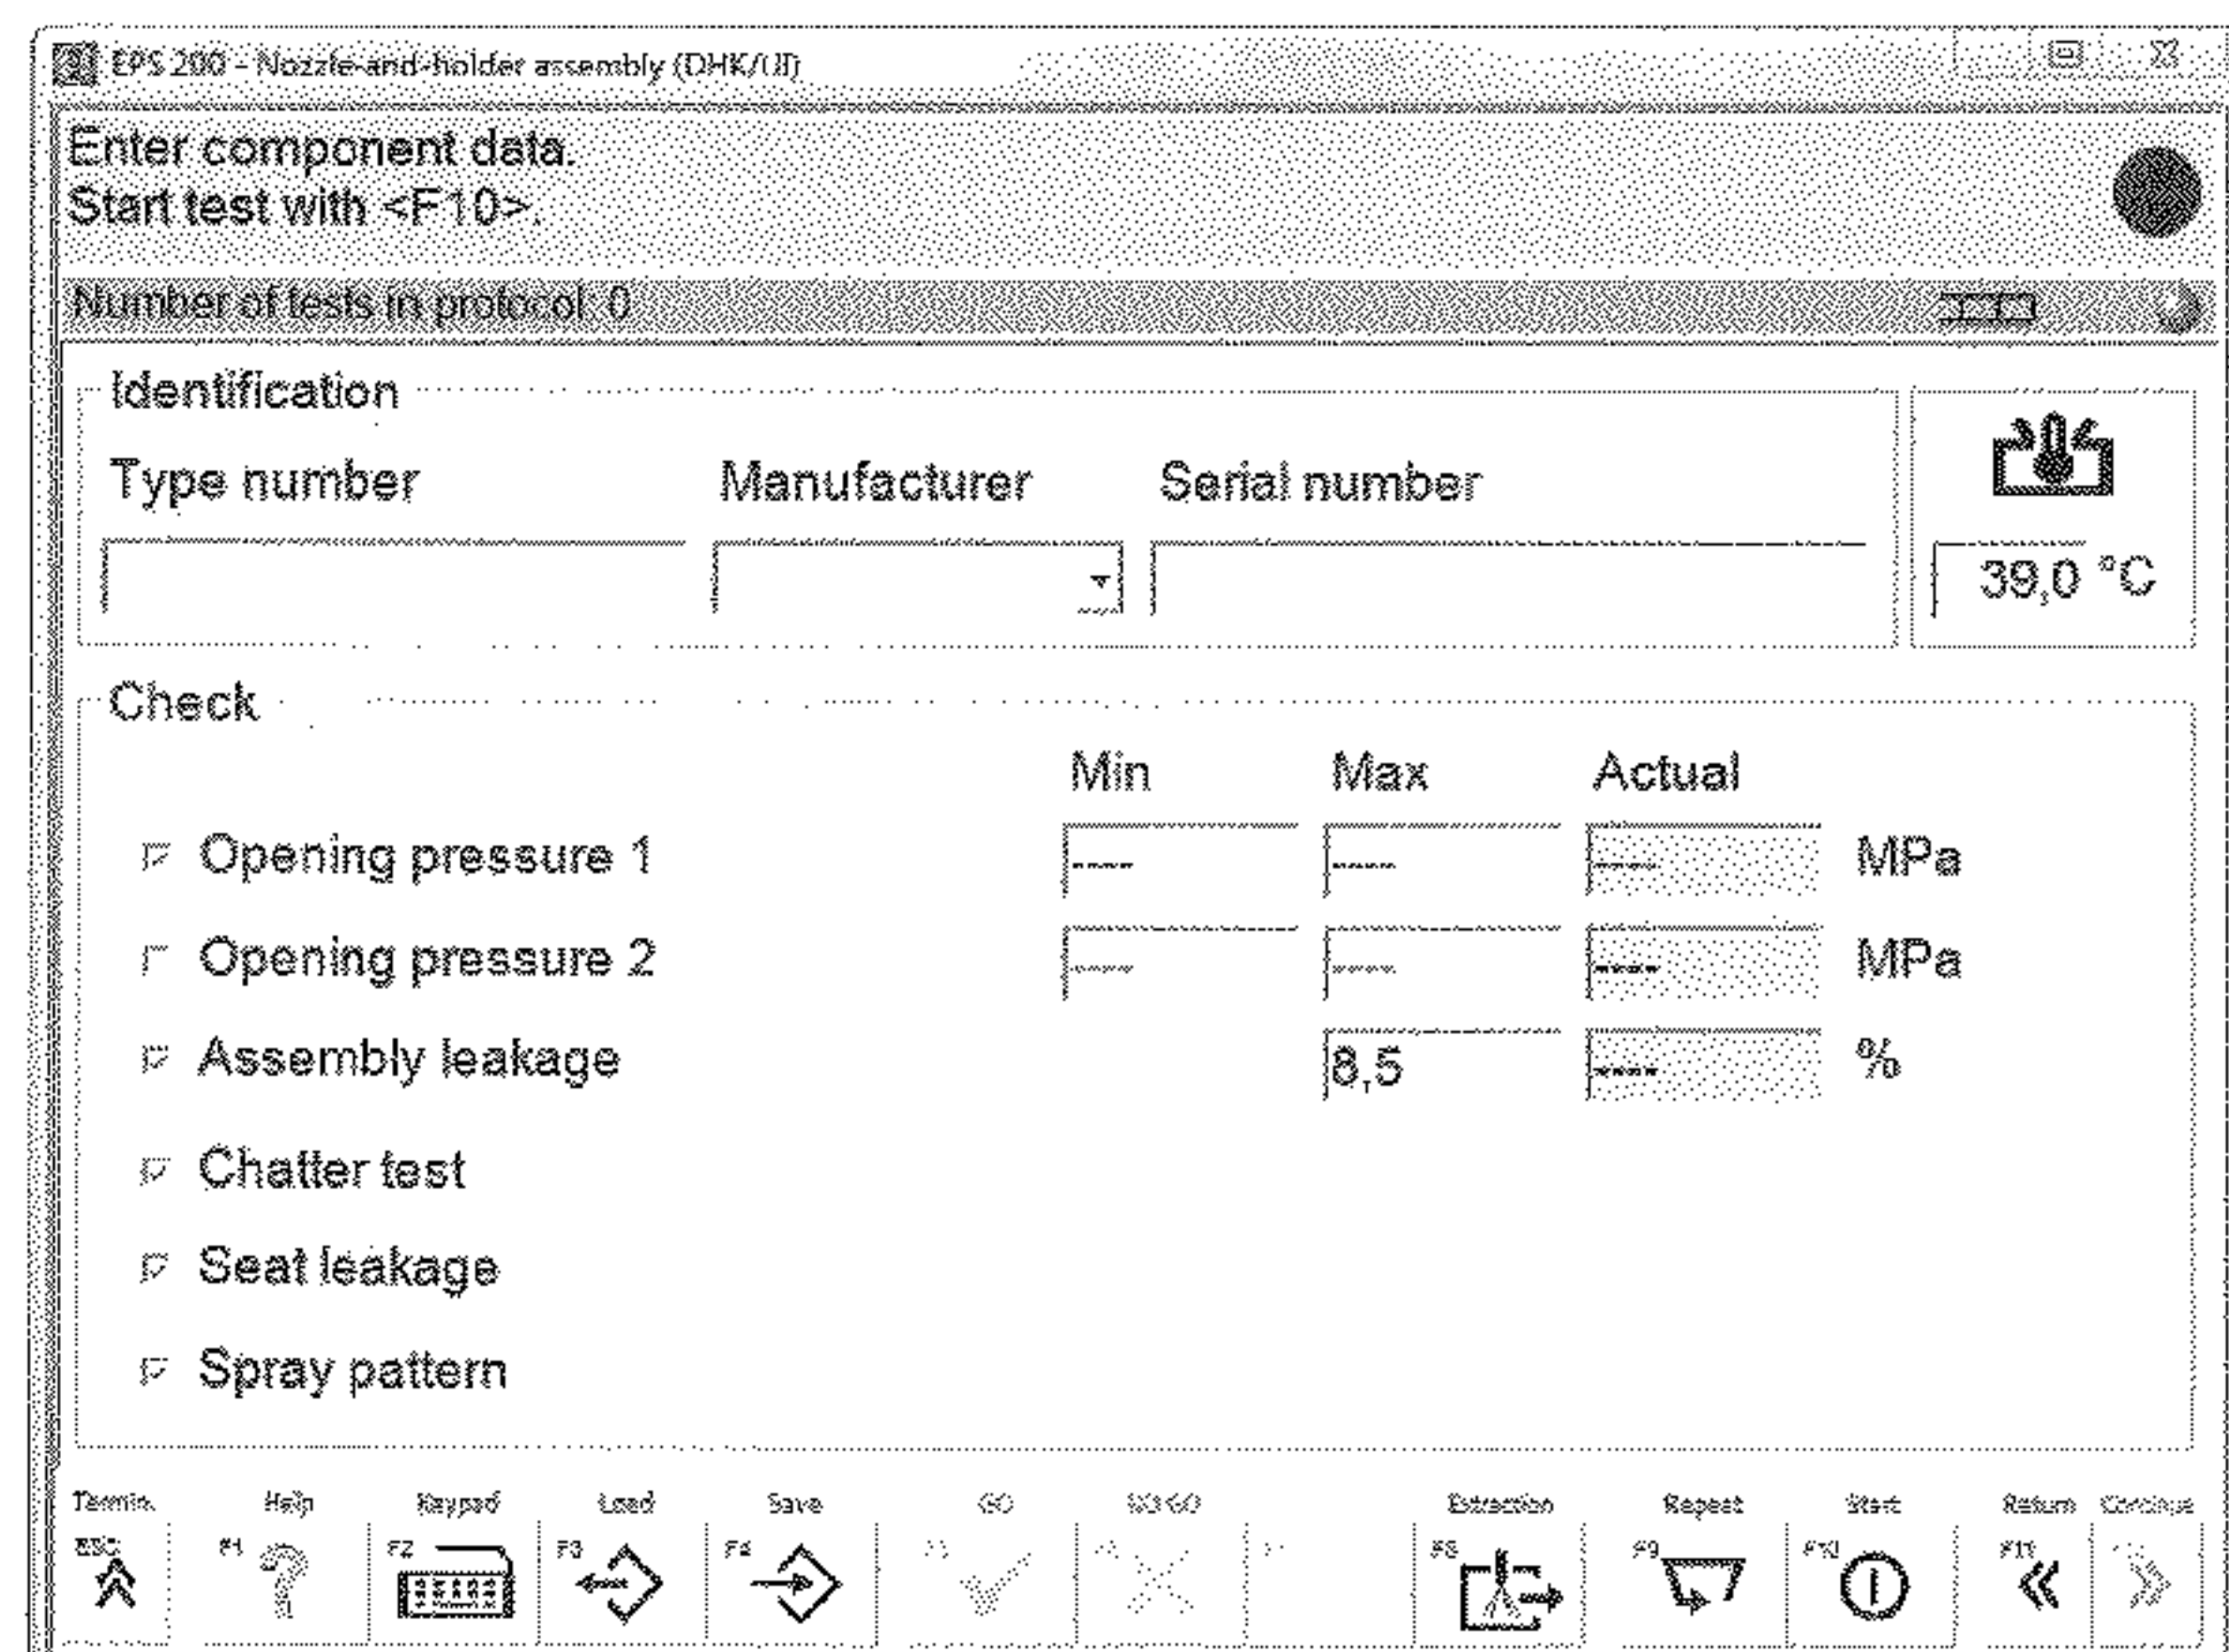 EPS 200 - Nozzle-and-holder assembly (DHK/UI)
Enter component data.
Start test with <F10>.
Number of tests in protocol: 0
Identification
Type number Manufacturer Serial number
39,0 °C
Check
Min Max Actual
Opening pressure 1 ---- ---- ---- MPa
Opening pressure 2 ---- ---- ---- MPa
Assembly leakage 8,5 ---- %
Chatter test
Seat leakage
Spray pattern
Termin. Help Keypad Load Save GO NO GO Extraction Repeat Start Return Continue
ESC F1 F2 F3 F4 F8 F9 F10 F11